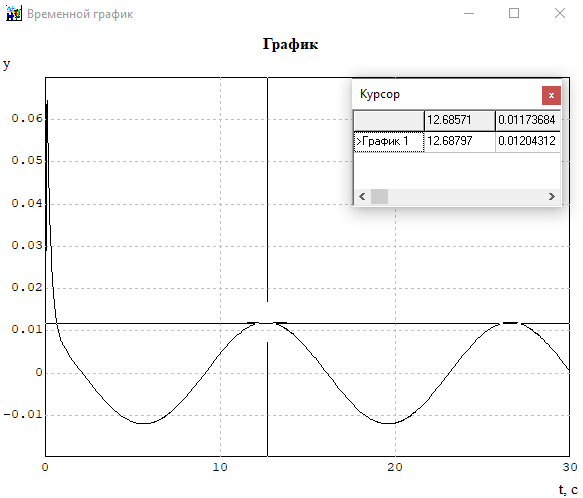 Временной график
График
y
Курсор
x
12.68571 0.01173684
>График 1 12.68797 0.01204312
0.06
0.05
0.04
0.03
0.02
0.01
0
-0.01
0 10 20 30
t, c